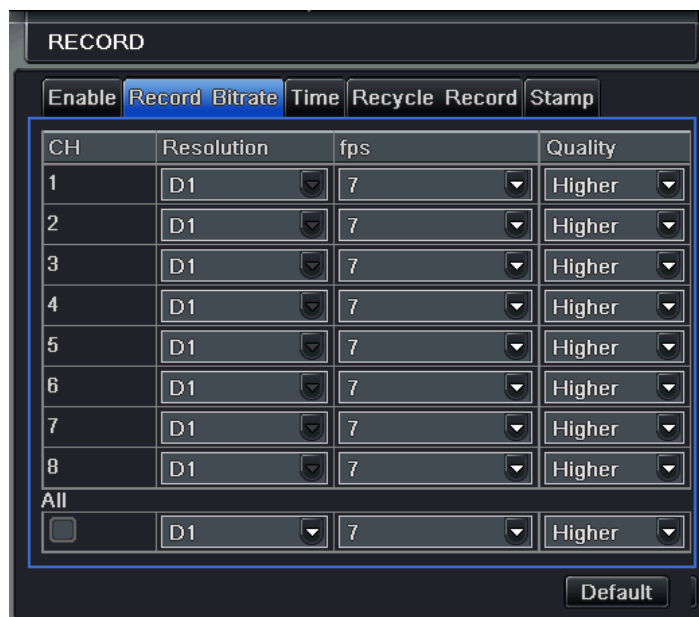 RECORD
Enable Record Bitrate Time Recycle Record Stamp
CH Resolution fps Quality
1 D1 7 Higher
2 D1 7 Higher
3 D1 7 Higher
4 D1 7 Higher
5 D1 7 Higher
6 D1 7 Higher
7 D1 7 Higher
8 D1 7 Higher
All
D1 7 Higher
Default